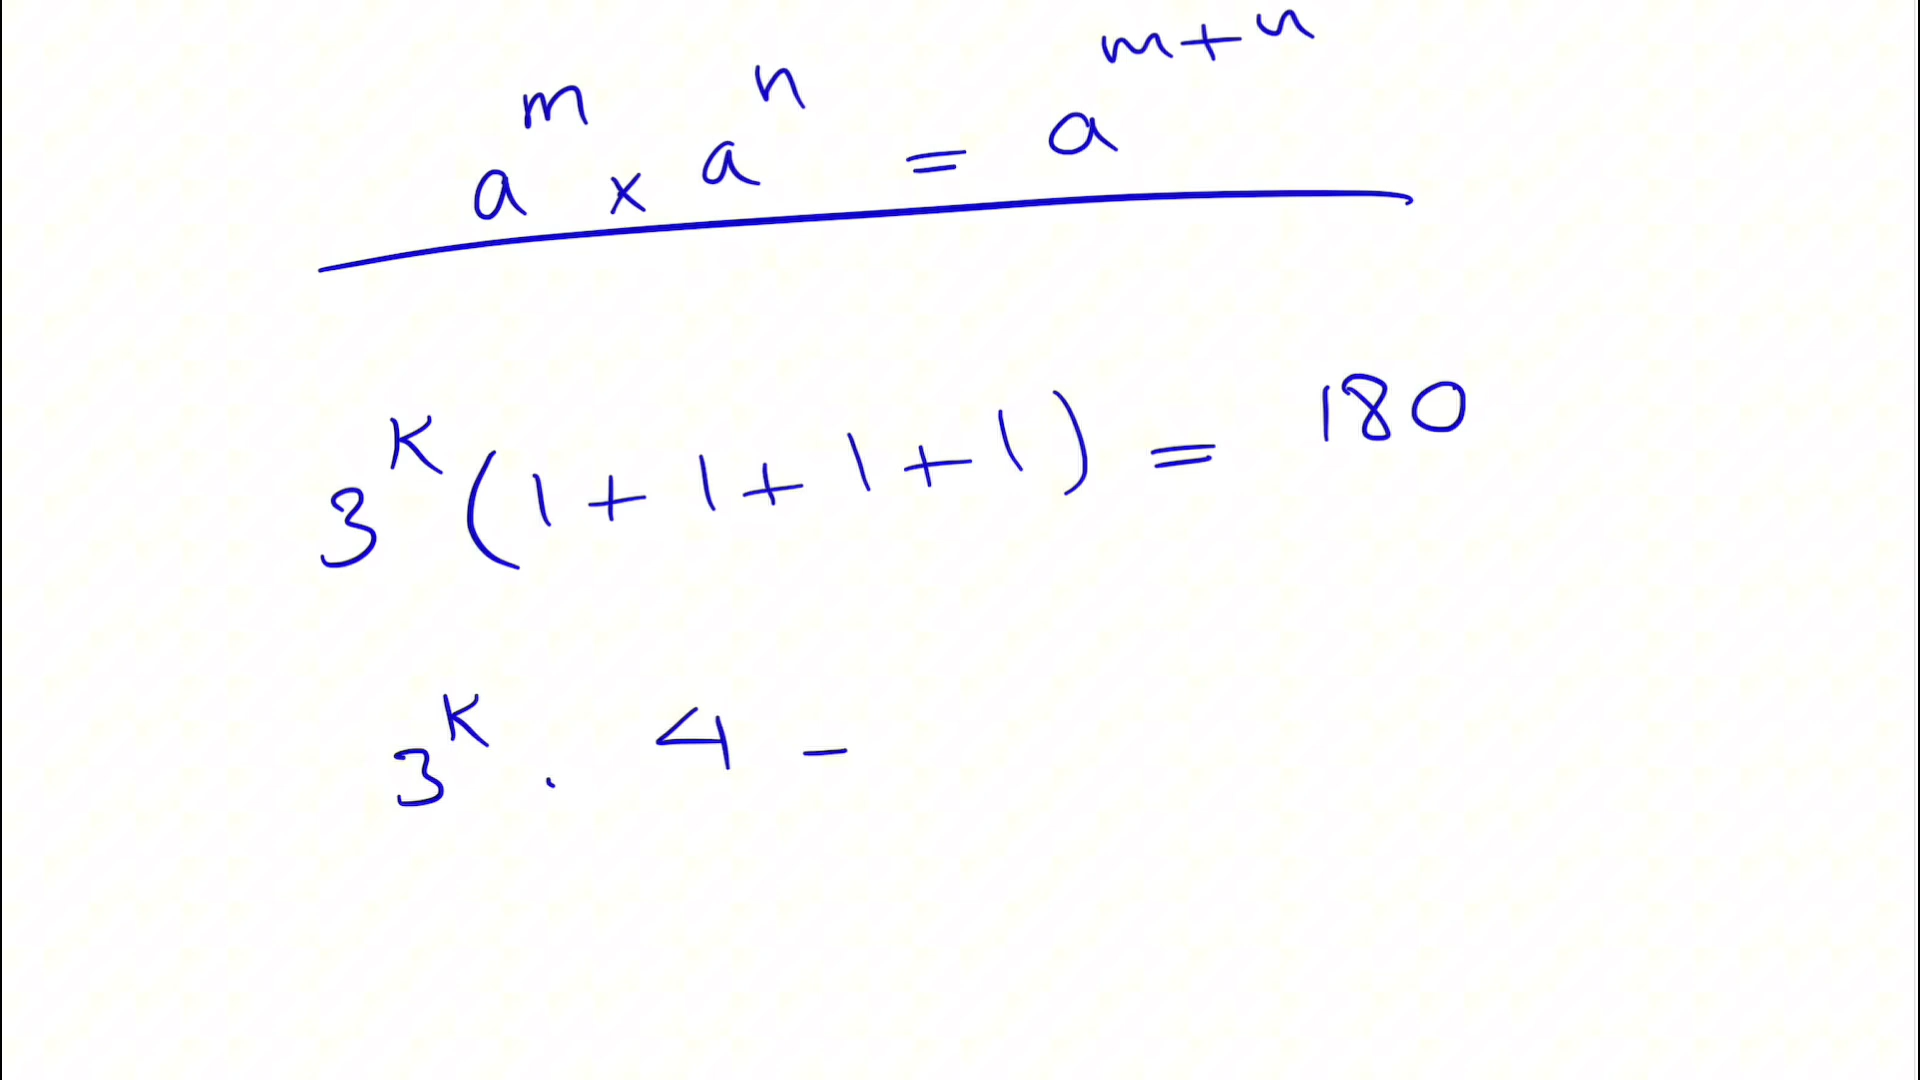 a^m × a^n = a^{m+n}
3^K (1 + 1 + 1 + 1) = 180
3^K . 4 –